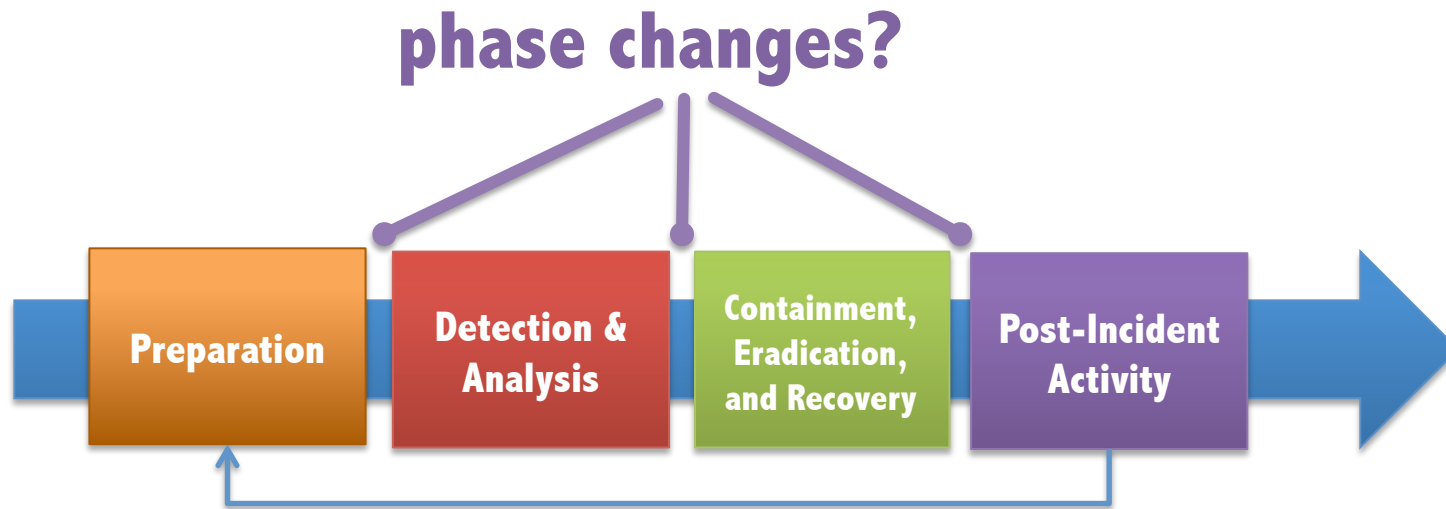 phase changes?
Preparation
Detection &
Analysis
Containment,
Eradication,
and Recovery
Post-Incident
Activity